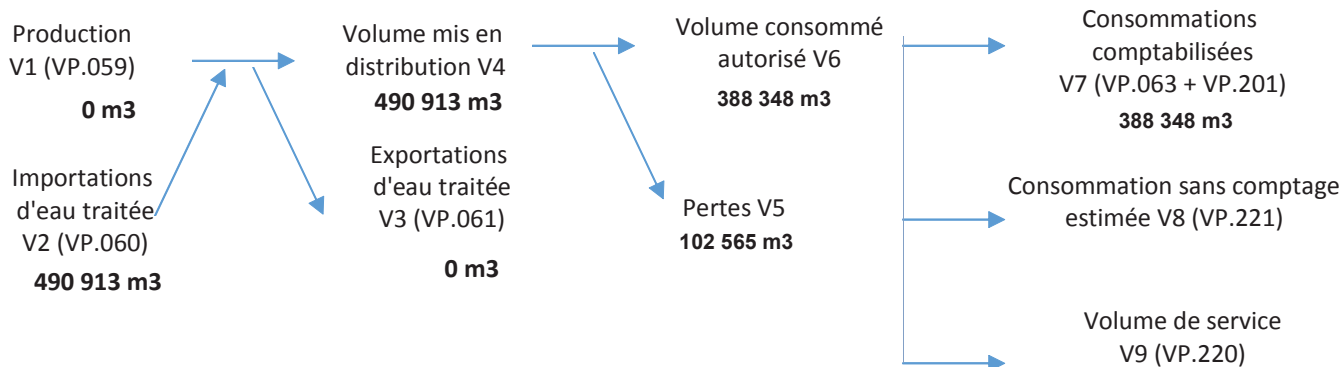 Production
V1 (VP.059)
0 m3
Importations
d'eau traitée
V2 (VP.060)
490 913 m3
Volume mis en
distribution V4
490 913 m3
Exportations
d'eau traitée
V3 (VP.061)
0 m3
Volume consommé
autorisé V6
388 348 m3
Pertes V5
102 565 m3
Consommations
comptabilisées
V7 (VP.063 + VP.201)
388 348 m3
Consommation sans comptage
estimée V8 (VP.221)
Volume de service
V9 (VP.220)